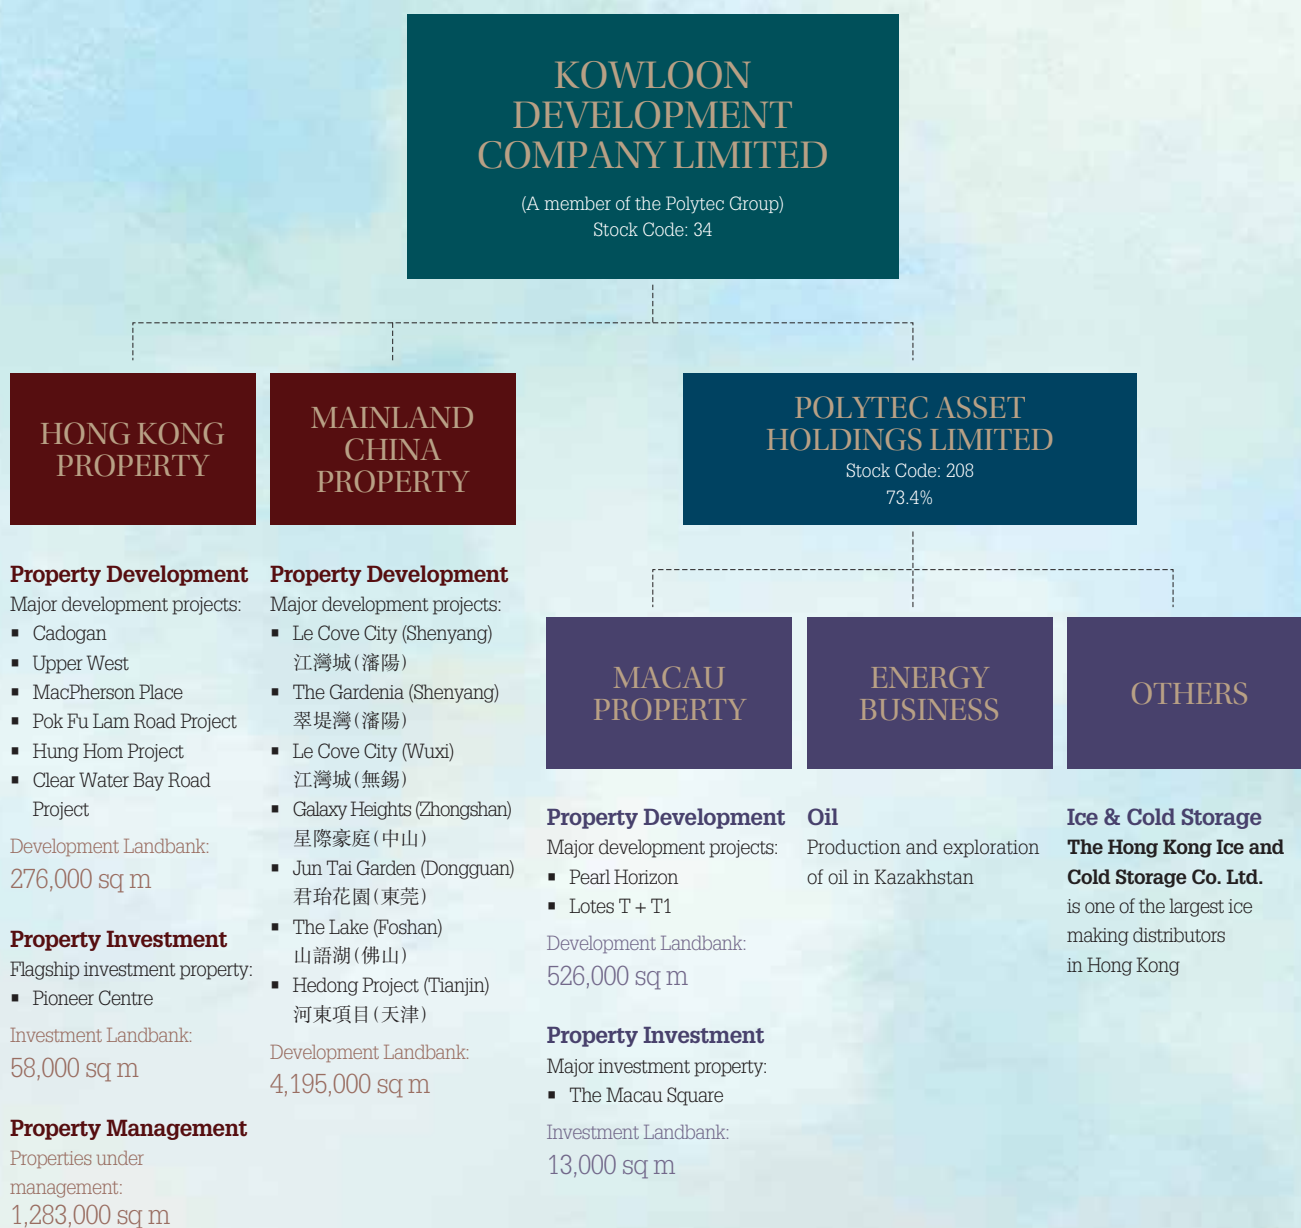 KOWLOON
DEVELOPMENT
COMPANY LIMITED
(A member of the Polytec Group)
Stock Code: 34
HONG KONG
PROPERTY
Property Development
Major development projects:
▪ Cadogan
▪ Upper West
▪ MacPherson Place
▪ Pok Fu Lam Road Project
▪ Hung Hom Project
▪ Clear Water Bay Road
Project
Development Landbank:
276,000 sq m
Property Investment
Flagship investment property:
▪ Pioneer Centre
Investment Landbank:
58,000 sq m
Property Management
Properties under
management:
1,283,000 sq m
MAINLAND
CHINA
PROPERTY
Property Development
Major development projects:
▪ Le Cove City (Shenyang)
江灣城(瀋陽)
▪ The Gardenia (Shenyang)
翠堤灣(瀋陽)
▪ Le Cove City (Wuxi)
江灣城(無錫)
▪ Galaxy Heights (Zhongshan)
星際豪庭(中山)
▪ Jun Tai Garden (Dongguan)
君珆花園(東莞)
▪ The Lake (Foshan)
山語湖(佛山)
▪ Hedong Project (Tianjin)
河東項目(天津)
Development Landbank:
4,195,000 sq m
POLYTEC ASSET
HOLDINGS LIMITED
Stock Code: 208
73.4%
MACAU
PROPERTY
Property Development
Major development projects:
▪ Pearl Horizon
▪ Lotes T + T1
Development Landbank:
526,000 sq m
Property Investment
Major investment property:
▪ The Macau Square
Investment Landbank:
13,000 sq m
ENERGY
BUSINESS
Oil
Production and exploration
of oil in Kazakhstan
OTHERS
Ice & Cold Storage
The Hong Kong Ice and
Cold Storage Co. Ltd.
is one of the largest ice
making distributors
in Hong Kong